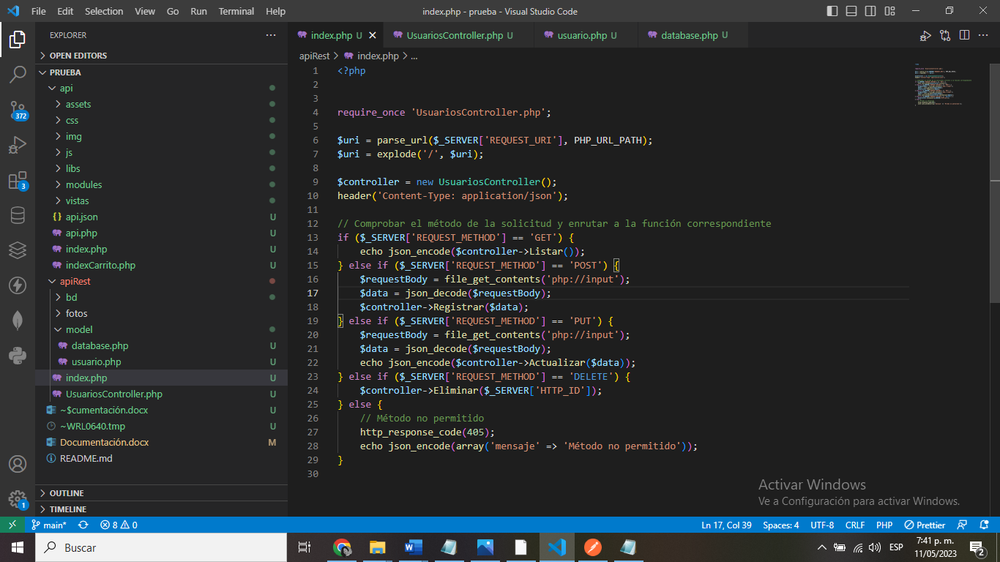 File Edit Selection View Go Run Terminal Help index.php - prueba - Visual Studio Code
EXPLORER
OPEN EDITORS
PRUEBA
api
assets
css
img
js
libs
modules
vistas
{} api.json U
api.php U
index.php U
indexCarrito.php U
apiRest
bd
fotos
model
database.php U
usuario.php U
index.php U
UsuariosController.php U
~$cumentación.docx U
~WRL0640.tmp U
Documentación.docx M
README.md
OUTLINE
TIMELINE
372
3
1
index.php U UsuariosController.php U usuario.php U database.php U
apiRest > index.php > ...
1 <?php
2
3
4 require_once 'UsuariosController.php';
5
6 $uri = parse_url($_SERVER['REQUEST_URI'], PHP_URL_PATH);
7 $uri = explode('/', $uri);
8
9 $controller = new UsuariosController();
10 header('Content-Type: application/json');
11
12 // Comprobar el método de la solicitud y enrutar a la función correspondiente
13 if ($_SERVER['REQUEST_METHOD'] == 'GET') {
14     echo json_encode($controller->Listar());
15 } else if ($_SERVER['REQUEST_METHOD'] == 'POST') {
16     $requestBody = file_get_contents('php://input');
17     $data = json_decode($requestBody);
18     $controller->Registrar($data);
19 } else if ($_SERVER['REQUEST_METHOD'] == 'PUT') {
20     $requestBody = file_get_contents('php://input');
21     $data = json_decode($requestBody);
22     echo json_encode($controller->Actualizar($data));
23 } else if ($_SERVER['REQUEST_METHOD'] == 'DELETE') {
24     $controller->Eliminar($_SERVER['HTTP_ID']);
25 } else {
26     // Método no permitido
27     http_response_code(405);
28     echo json_encode(array('mensaje' => 'Método no permitido'));
29 }
30
Activar Windows
Ve a Configuración para activar Windows.
main* 8 0 Ln 17, Col 39 Spaces: 4 UTF-8 CRLF PHP Prettier
Buscar
ESP
7:41 p. m.
11/05/2023
2